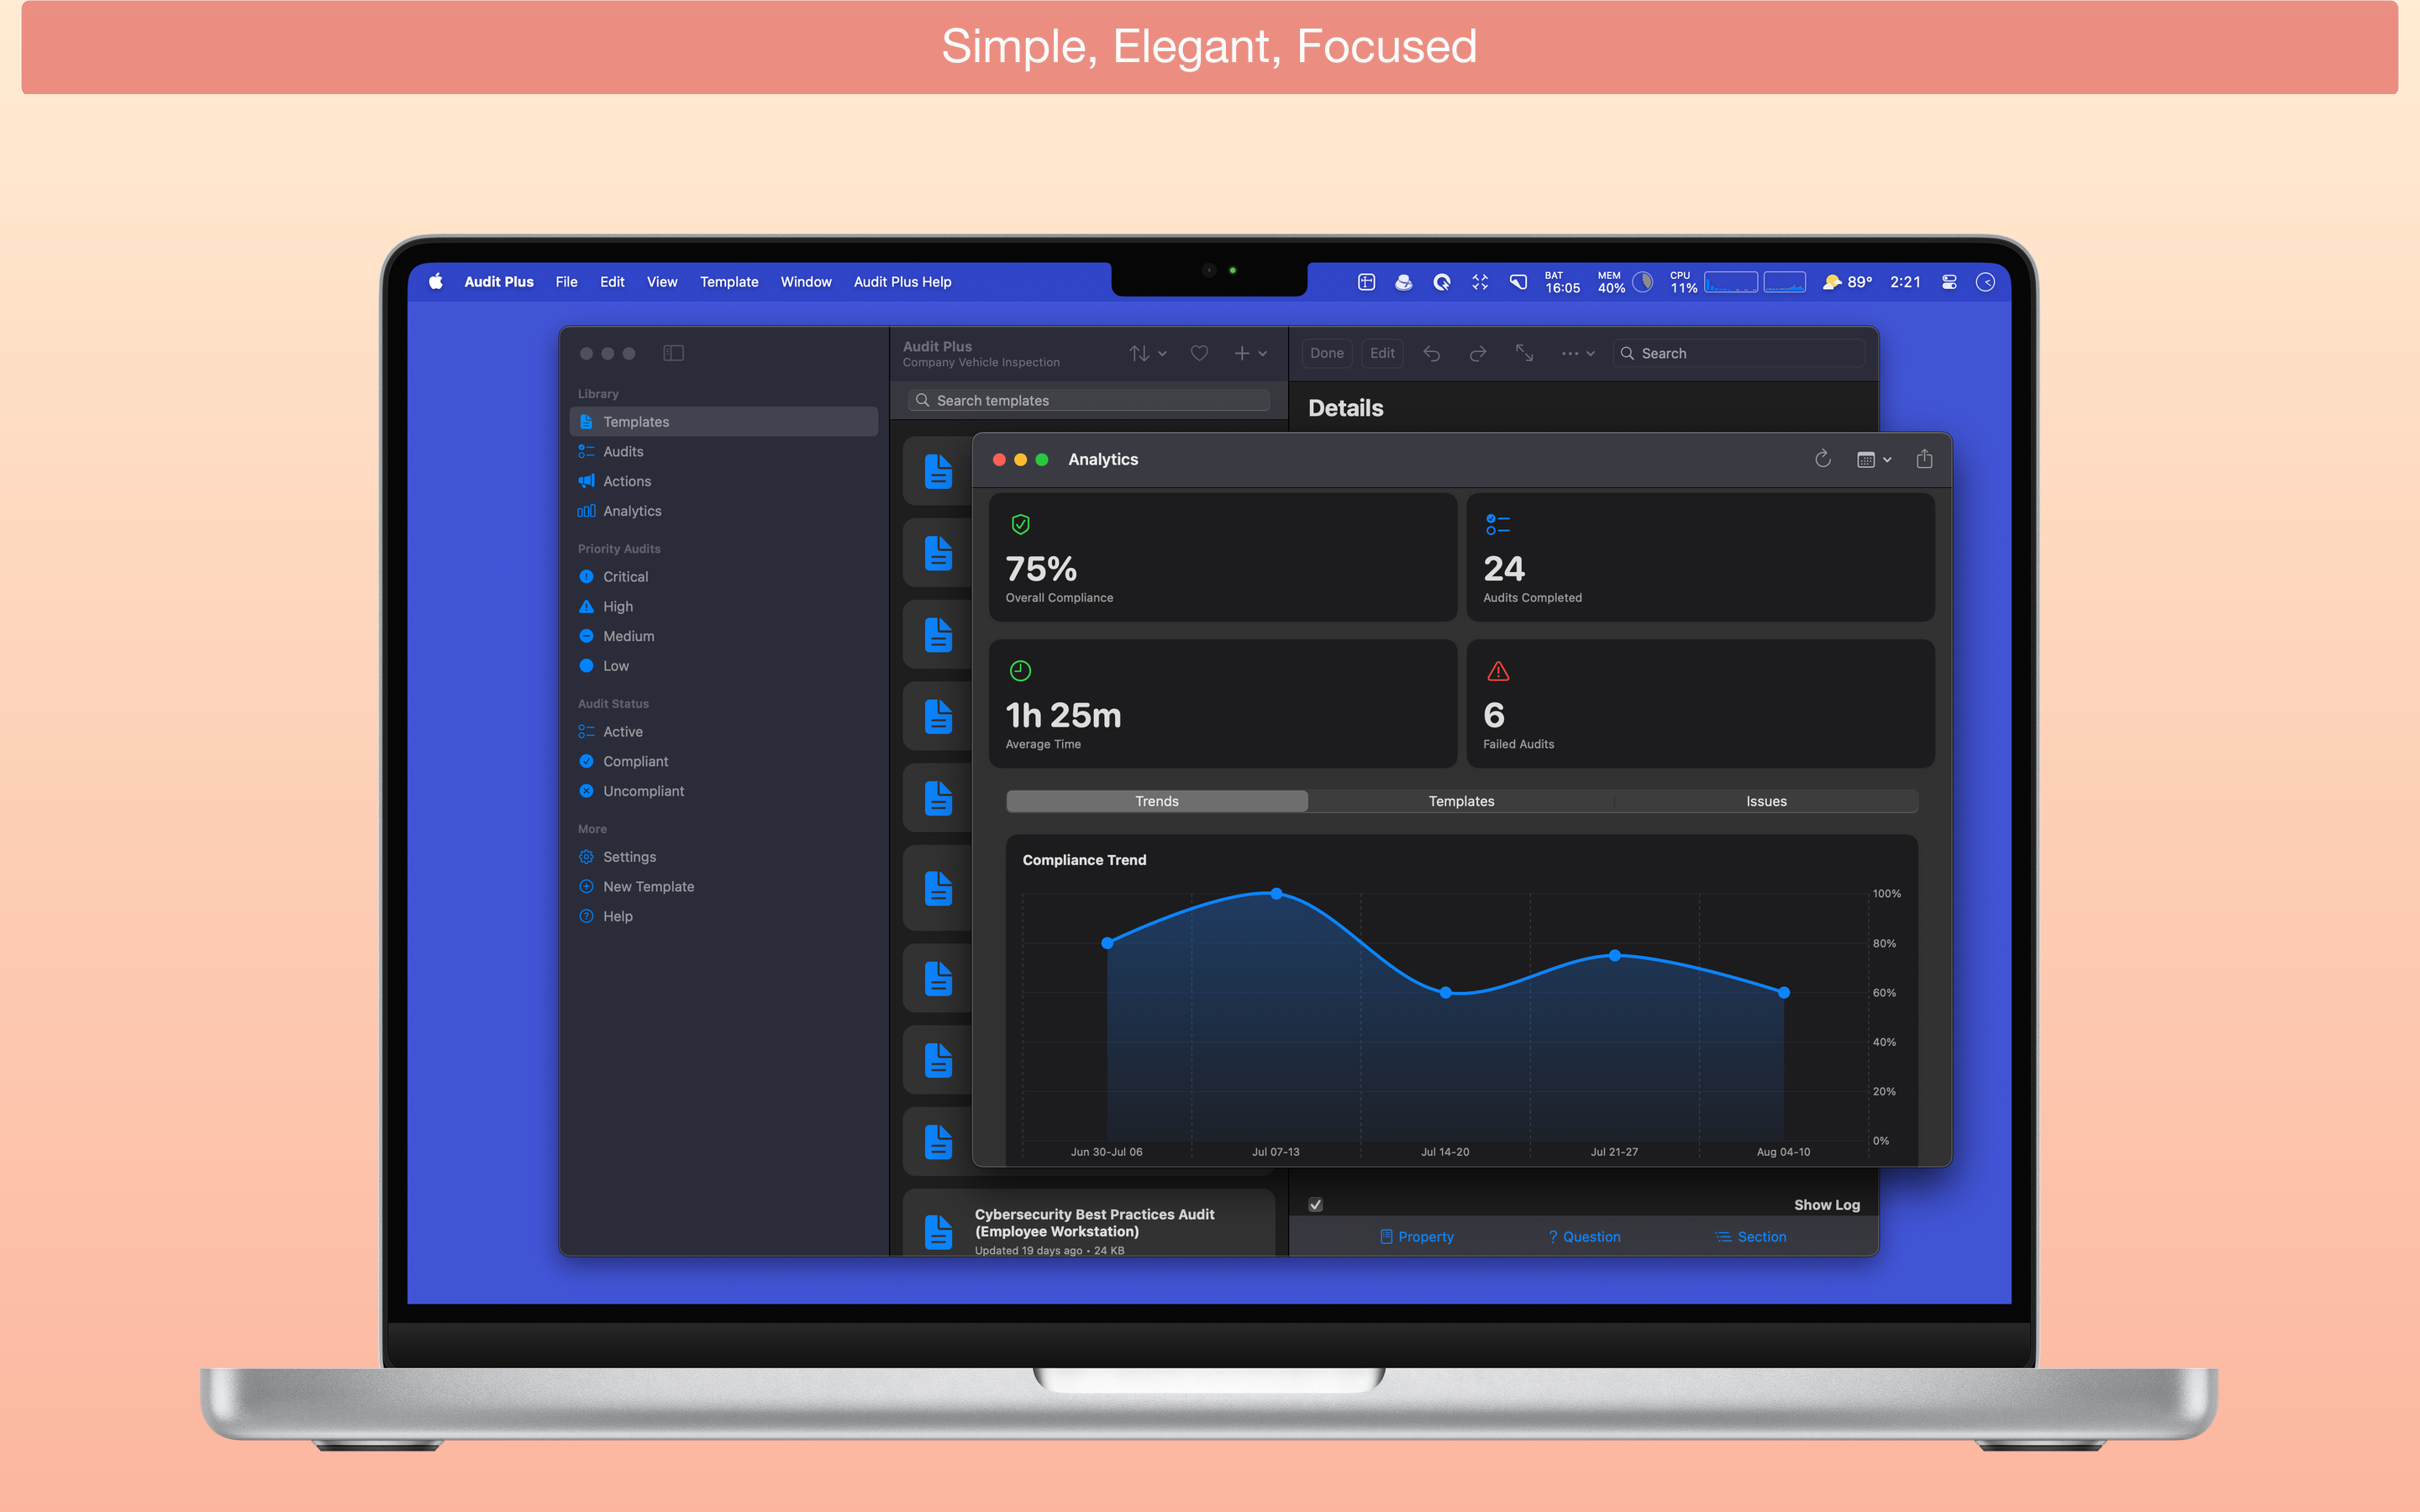 Simple, Elegant, Focused
Audit Plus File Edit View Template Window Audit Plus Help
BAT 16:05 MEM 40% CPU 11% 89° 2:21
Audit Plus
Company Vehicle Inspection
Done Edit Search
Library
Templates
Audits
Actions
Analytics
Priority Audits
Critical
High
Medium
Low
Audit Status
Active
Compliant
Uncompliant
More
Settings
New Template
Help
Search templates
Details
Analytics
75%
Overall Compliance
24
Audits Completed
1h 25m
Average Time
6
Failed Audits
Trends Templates Issues
Compliance Trend
100%
80%
60%
40%
20%
0%
Jun 30-Jul 06 Jul 07-13 Jul 14-20 Jul 21-27 Aug 04-10
Cybersecurity Best Practices Audit
(Employee Workstation)
Updated 19 days ago • 24 KB
Show Log
Property ? Question Section